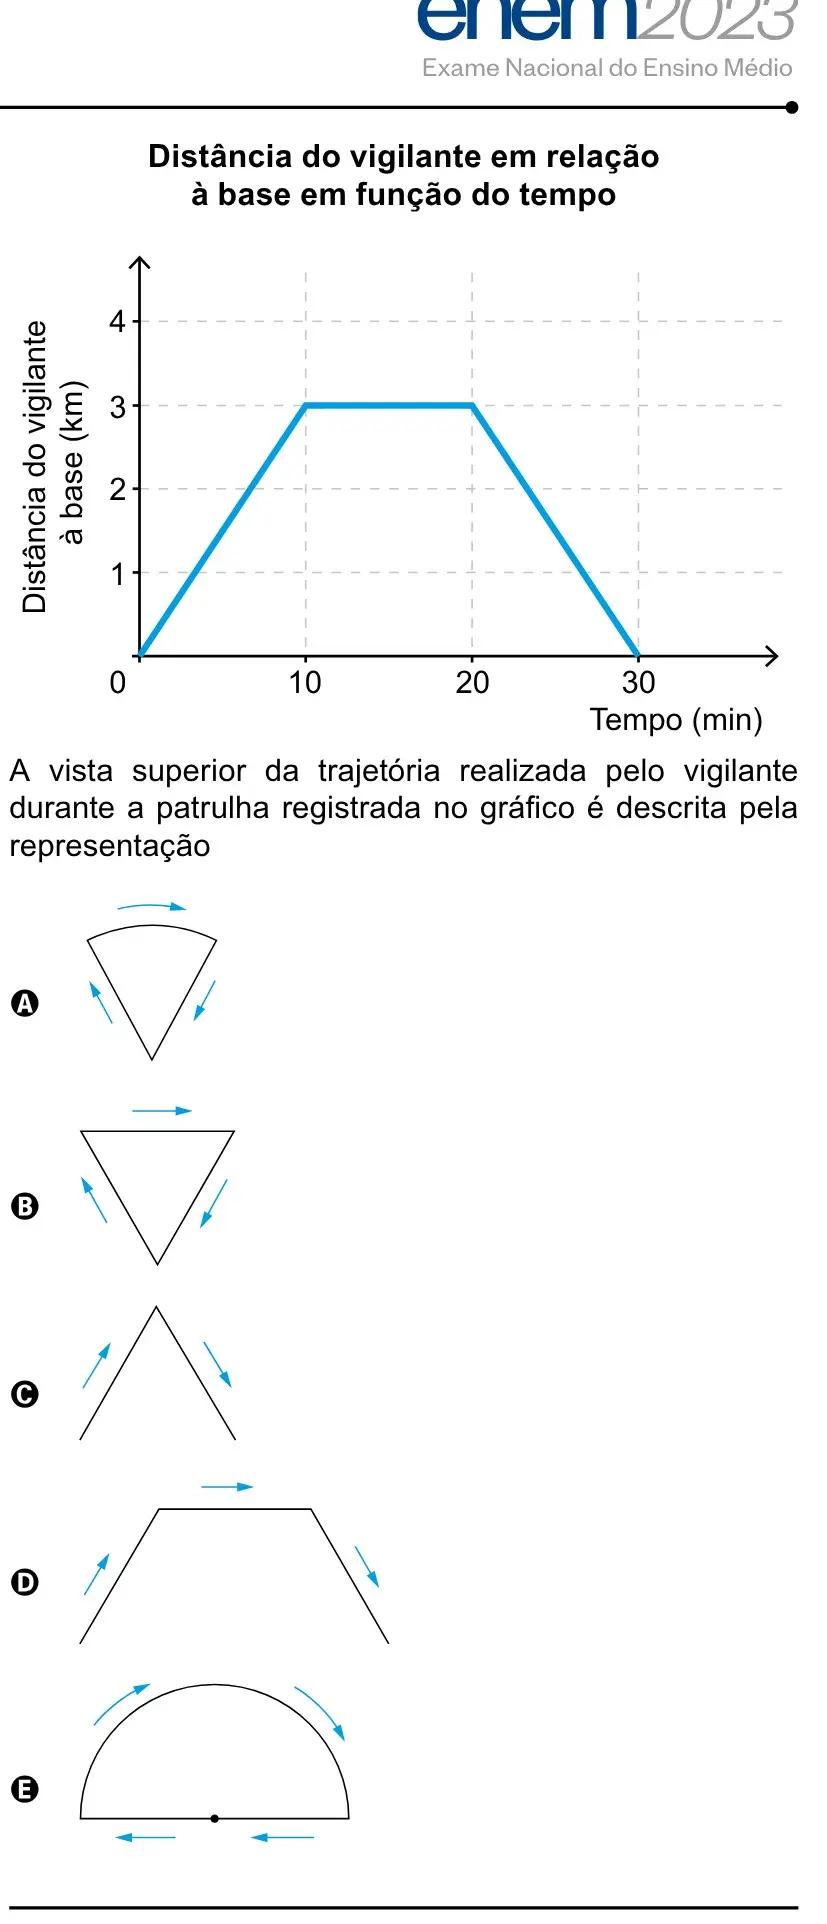 enem2023
Exame Nacional do Ensino Médio
Distância do vigilante em relação
à base em função do tempo
Distância do vigilante
à base (km)
4
3
2
1
0
10
20
30
Tempo (min)
A vista superior da trajetória realizada pelo vigilante
durante a patrulha registrada no gráfico é descrita pela
representação
A
B
C
D
E